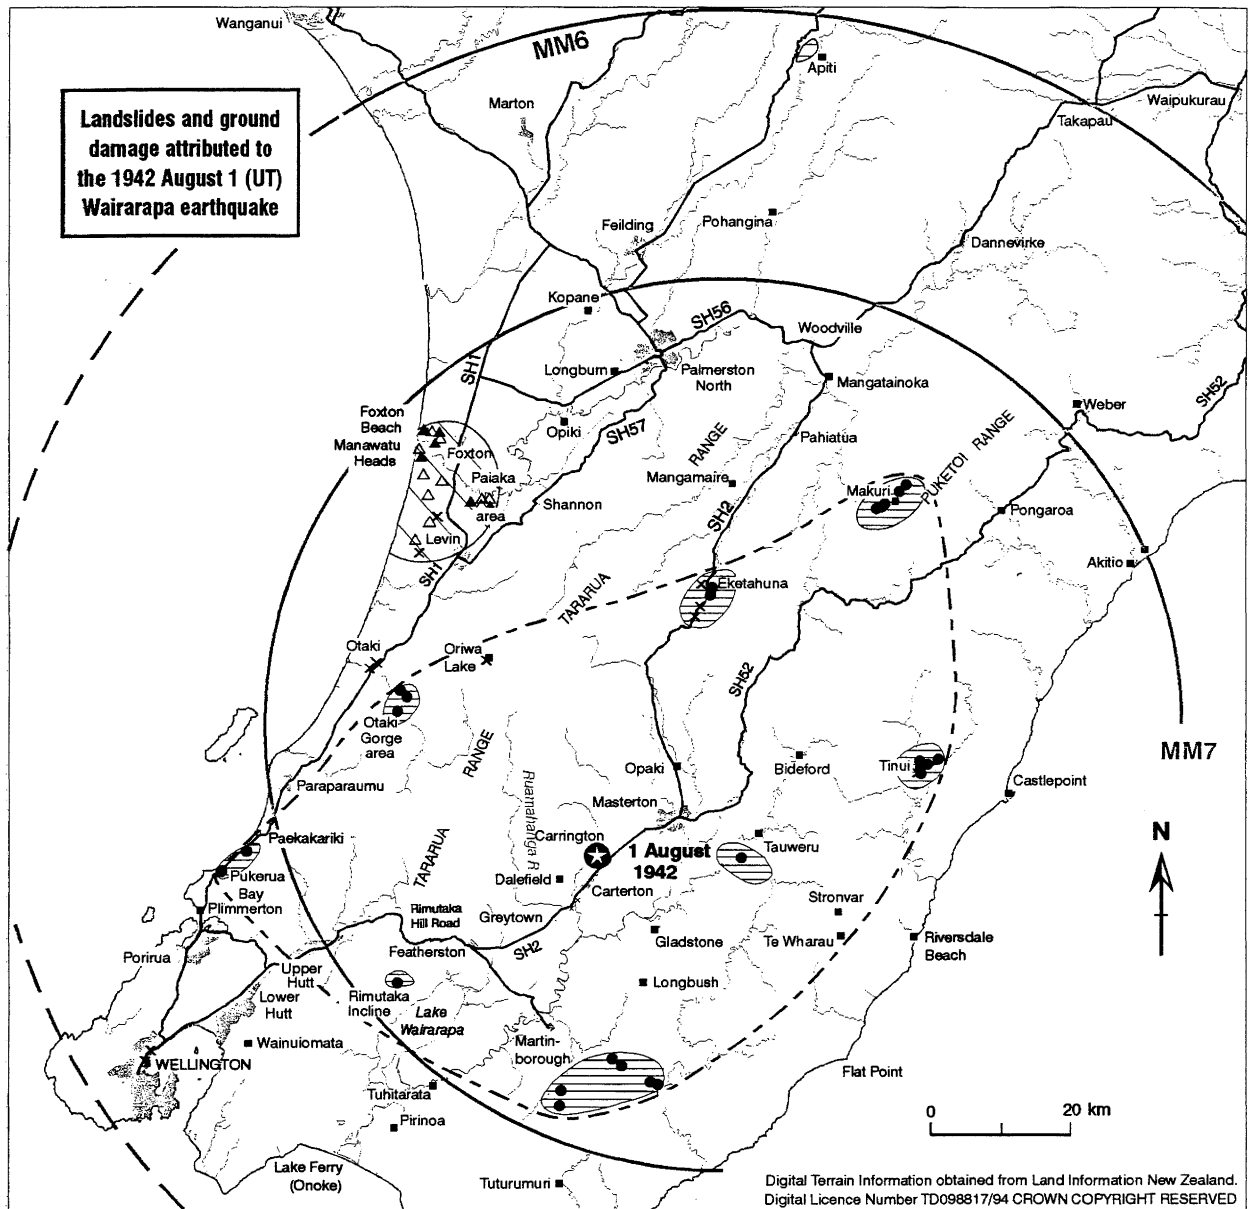 Wanganui
MM6
Apiti
Marton
Waipukurau
Takapau
Landslides and ground
damage attributed to
the 1942 August 1 (UT)
Wairarapa earthquake
Feilding
Pohangina
Dannevirke
Kopane
SH56
Woodville
SH1
Longburn
Palmerston
North
Mangatainoka
SH52
Foxton
Beach
Weber
Manawatu
Heads
Foxton
Opiki
SH57
RANGE
Pahiatua
PUKETOI RANGE
Paiaka
area
Mangamaire
Makuri
Shannon
SH2
Pongaroa
Levin
SH1
Akitio
TARARUA
Eketahuna
Otaki
Oriwa
Lake
SH52
Otaki
Gorge
area
RANGE
MM7
Opaki
Bideford
Tinui
Paraparaumu
Ruamahanga R
Castlepoint
Masterton
N
Paekakariki
Carrington
1 August
1942
Tauweru
TARARUA
Pukerua
Bay
Dalefield
Carterton
Plimmerton
Rimutaka
Hill Road
Greytown
Stronvar
Gladstone
Te Wharau
Riversdale
Beach
Porirua
Featherston
SH2
Upper
Hutt
Lower
Hutt
Rimutaka
Incline
Longbush
Lake
Wairarapa
Wainuiomata
Martin-
borough
WELLINGTON
Flat Point
Tuhitarata
Pirinoa
0 20 km
Lake Ferry
(Onoke)
Tuturumuri
Digital Terrain Information obtained from Land Information New Zealand.
Digital Licence Number TD098817/94 CROWN COPYRIGHT RESERVED